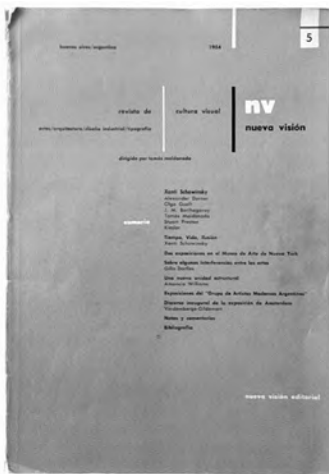 5
buenos aires/argentina 1954
revista de cultura visual nv
artes/arquitectura/diseño industrial/tipografía nueva visión
dirigida por tomás maldonado
sumario
Xanti Schawinsky
Alexander Dorner
Olga Gueft
Tomás Maldonado
Stuart Preston
Tiempo, Vida, Ilusión
Xanti Schawinsky
Dos exposiciones en el Museo de Arte de Nueva York
Sobre algunas interferencias entre las artes
Gillo Dorfles
Una nueva unidad estructural
Amancio Williams
Exposiciones del "Grupo de Artistas Modernos Argentinos"
Discurso inaugural de la exposición de Amsterdam
Vordemberge-Gildewart
Notas y comentarios
Bibliografía
nueva visión editorial